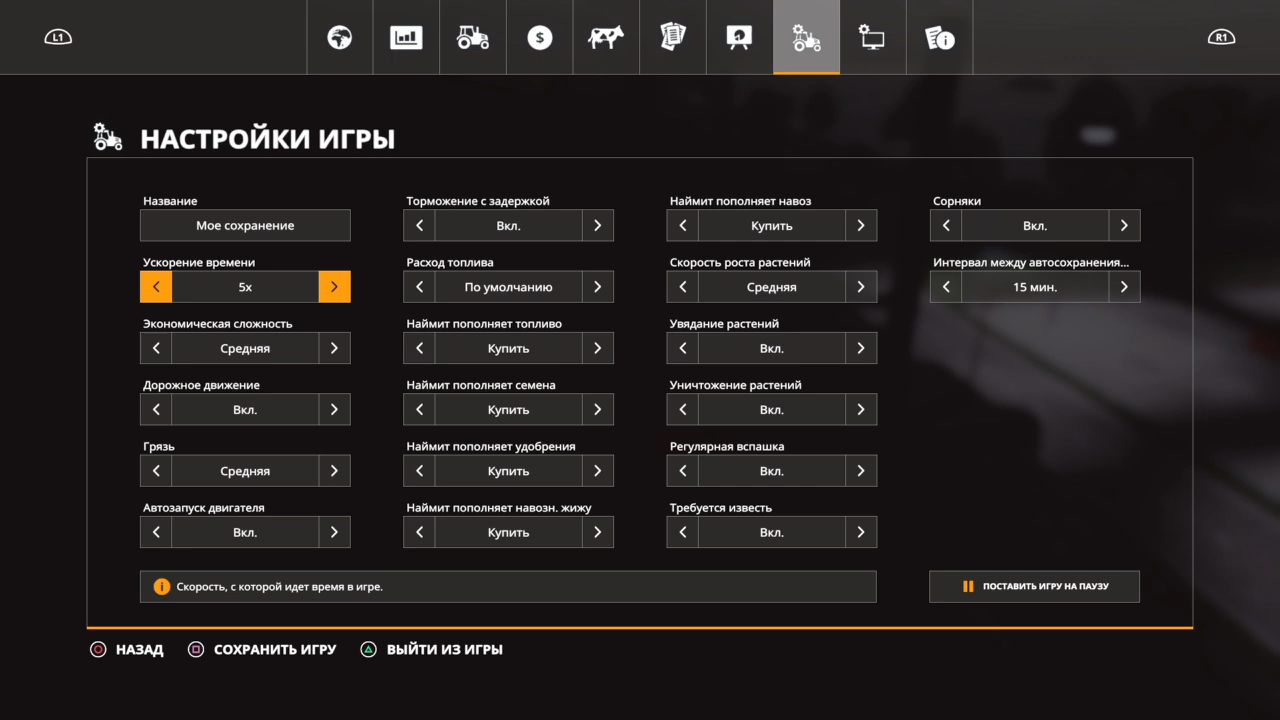 L1
R1
НАСТРОЙКИ ИГРЫ
Название
Мое сохранение
Ускорение времени
5x
Экономическая сложность
Средняя
Дорожное движение
Вкл.
Грязь
Средняя
Автозапуск двигателя
Вкл.
Торможение с задержкой
Вкл.
Расход топлива
По умолчанию
Наймит пополняет топливо
Купить
Наймит пополняет семена
Купить
Наймит пополняет удобрения
Купить
Наймит пополняет навозн. жижу
Купить
Наймит пополняет навоз
Купить
Скорость роста растений
Средняя
Увядание растений
Вкл.
Уничтожение растений
Вкл.
Регулярная вспашка
Вкл.
Требуется известь
Вкл.
Сорняки
Вкл.
Интервал между автосохранения...
15 мин.
Скорость, с которой идет время в игре.
ПОСТАВИТЬ ИГРУ НА ПАУЗУ
НАЗАД
СОХРАНИТЬ ИГРУ
ВЫЙТИ ИЗ ИГРЫ